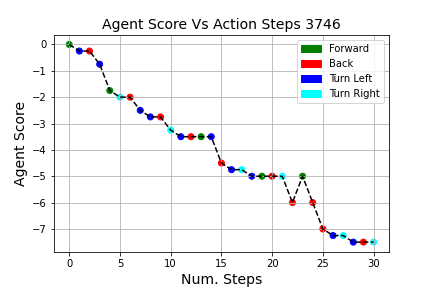 Agent Score Vs Action Steps 3746
Forward
Back
Turn Left
Turn Right
Agent Score
0
−1
−2
−3
−4
−5
−6
−7
0 5 10 15 20 25 30
Num. Steps